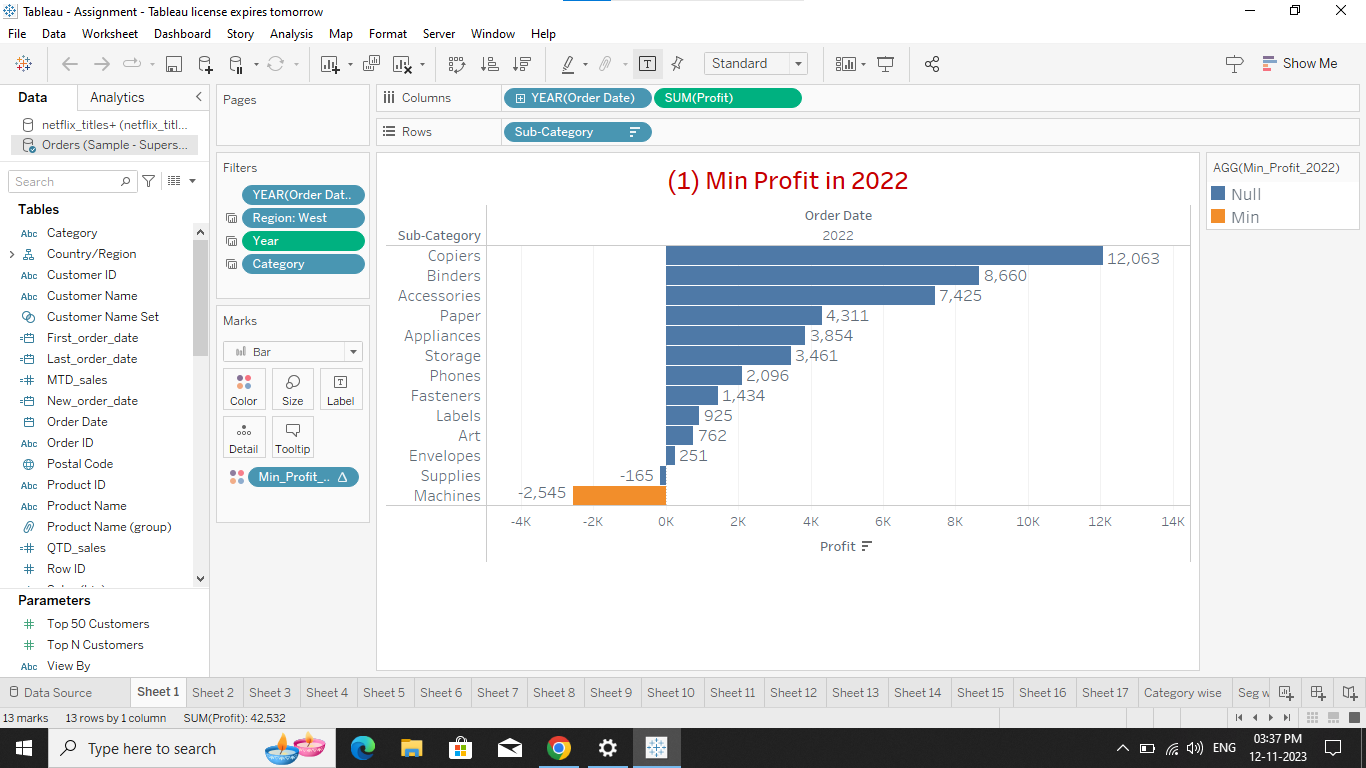 Tableau - Assignment - Tableau license expires tomorrow
File Data Worksheet Dashboard Story Analysis Map Format Server Window Help
Standard
Show Me
Data Analytics
netflix_titles+ (netflix_titl...
Orders (Sample - Supers...
Search
Tables
Abc Category
Country/Region
Abc Customer ID
Abc Customer Name
Customer Name Set
First_order_date
Last_order_date
MTD_sales
New_order_date
Order Date
Abc Order ID
Postal Code
Abc Product ID
Abc Product Name
Product Name (group)
QTD_sales
Row ID
Parameters
Top 50 Customers
Top N Customers
Abc View By
Pages
Filters
YEAR(Order Dat..
Region: West
Year
Category
Marks
Bar
Color Size Label
Detail Tooltip
Min_Profit_..
Columns YEAR(Order Date) SUM(Profit)
Rows Sub-Category
(1) Min Profit in 2022
Order Date
Sub-Category 2022
Copiers 12,063
Binders 8,660
Accessories 7,425
Paper 4,311
Appliances 3,854
Storage 3,461
Phones 2,096
Fasteners 1,434
Labels 925
Art 762
Envelopes 251
Supplies -165
Machines -2,545
-4K -2K 0K 2K 4K 6K 8K 10K 12K 14K
Profit
AGG(Min_Profit_2022)
Null
Min
Data Source Sheet 1 Sheet 2 Sheet 3 Sheet 4 Sheet 5 Sheet 6 Sheet 7 Sheet 8 Sheet 9 Sheet 10 Sheet 11 Sheet 12 Sheet 13 Sheet 14 Sheet 15 Sheet 16 Sheet 17 Category wise Seg w
13 marks 13 rows by 1 column SUM(Profit): 42,532
Type here to search
ENG
03:37 PM
12-11-2023